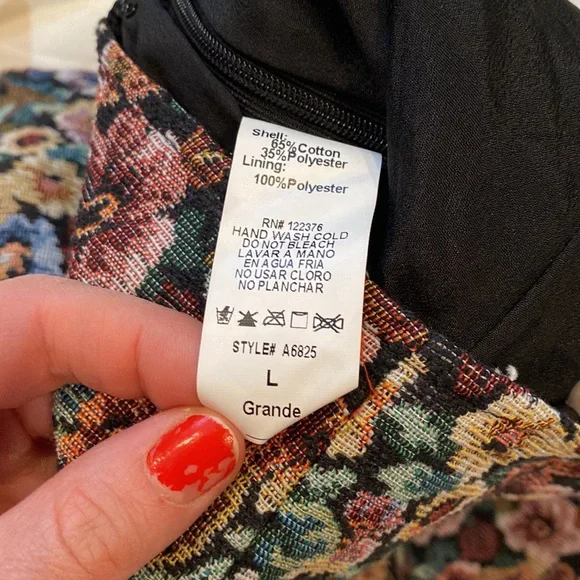 Shell:
65%Cotton
35%Polyester
Lining:
100%Polyester
RN# 122376
HAND WASH COLD
DO NOT BLEACH
LAVAR A MANO
EN AGUA FRIA
NO USAR CLORO
NO PLANCHAR
STYLE# A6825
L
Grande